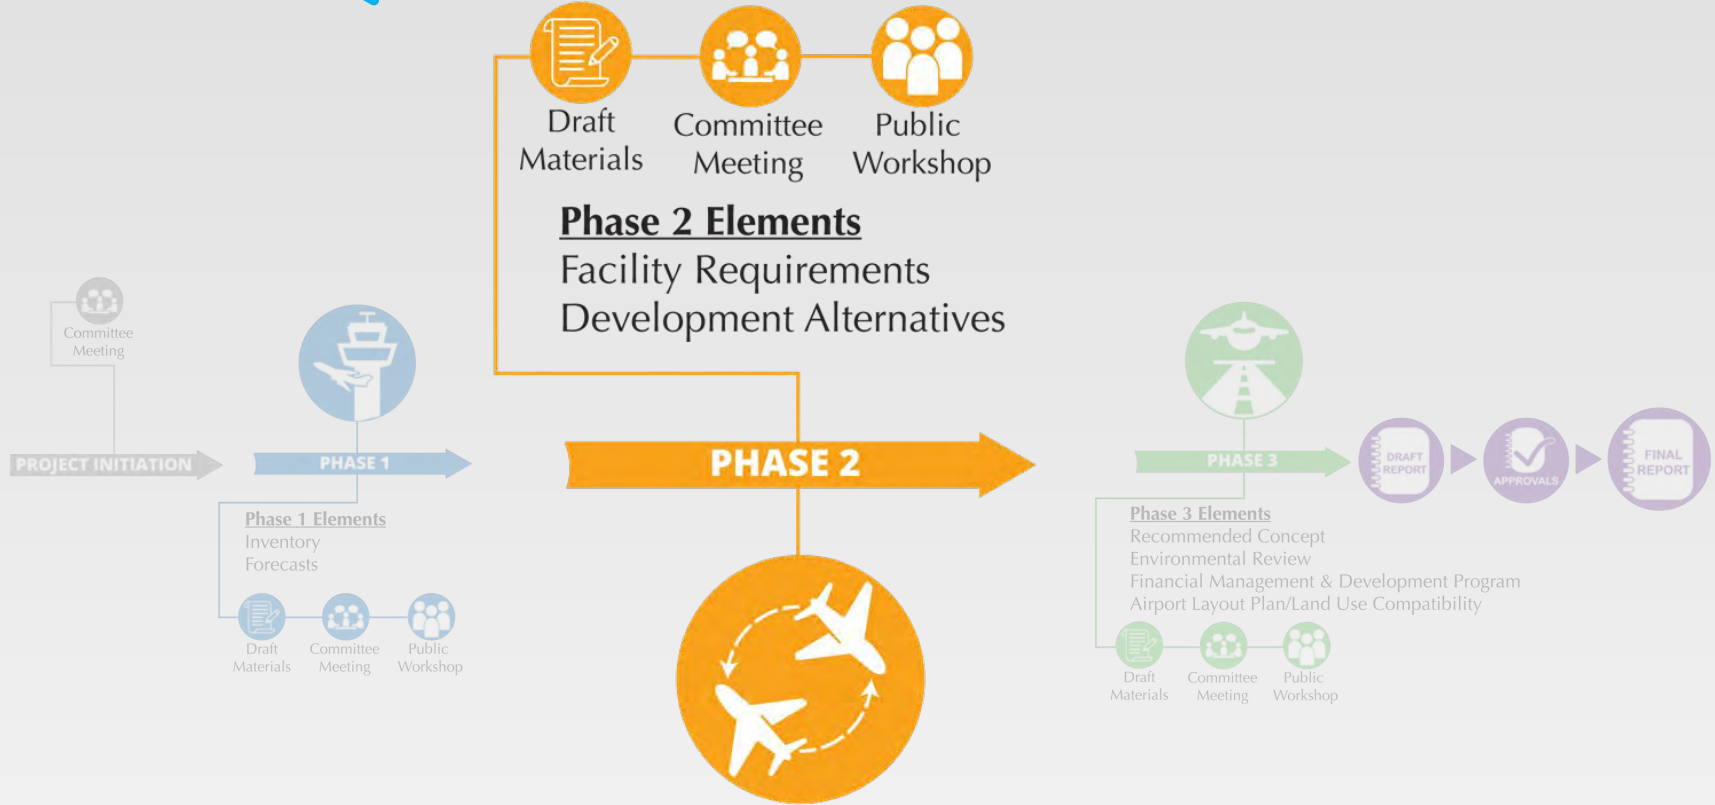 Draft
Materials
Committee
Meeting
Public
Workshop
Phase 2 Elements
Facility Requirements
Development Alternatives
Committee
Meeting
PROJECT INITIATION
PHASE 1
Phase 1 Elements
Inventory
Forecasts
Draft
Materials
Committee
Meeting
Public
Workshop
PHASE 2
PHASE 3
Phase 3 Elements
Recommended Concept
Environmental Review
Financial Management & Development Program
Airport Layout Plan/Land Use Compatibility
Draft
Materials
Committee
Meeting
Public
Workshop
DRAFT
REPORT
APPROVALS
FINAL
REPORT